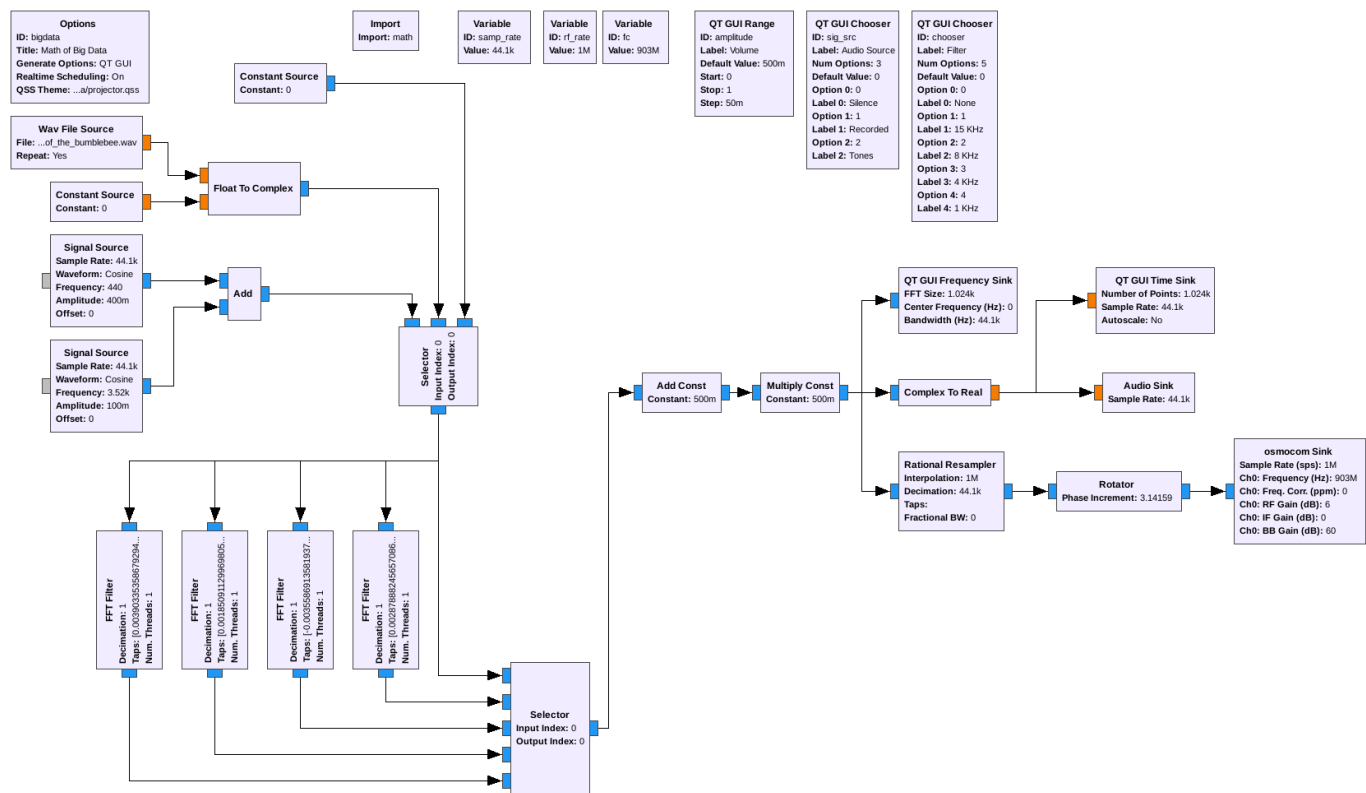 Options
ID: bigdata
Title: Math of Big Data
Generate Options: QT GUI
Realtime Scheduling: On
QSS Theme: ...a/projector.qss
Import
Import: math
Variable
ID: samp_rate
Value: 44.1k
Variable
ID: rf_rate
Value: 1M
Variable
ID: fc
Value: 903M
QT GUI Range
ID: amplitude
Label: Volume
Default Value: 500m
Start: 0
Stop: 1
Step: 50m
QT GUI Chooser
ID: sig_src
Label: Audio Source
Num Options: 3
Default Value: 0
Option 0: 0
Label 0: Silence
Option 1: 1
Label 1: Recorded
Option 2: 2
Label 2: Tones
QT GUI Chooser
ID: chooser
Label: Filter
Num Options: 5
Default Value: 0
Option 0: 0
Label 0: None
Option 1: 1
Label 1: 15 KHz
Option 2: 2
Label 2: 8 KHz
Option 3: 3
Label 3: 4 KHz
Option 4: 4
Label 4: 1 KHz
Constant Source
Constant: 0
Wav File Source
File: ...of_the_bumblebee.wav
Repeat: Yes
Float To Complex
Constant Source
Constant: 0
Signal Source
Sample Rate: 44.1k
Waveform: Cosine
Frequency: 440
Amplitude: 400m
Offset: 0
Add
Signal Source
Sample Rate: 44.1k
Waveform: Cosine
Frequency: 3.52k
Amplitude: 100m
Offset: 0
Selector
Input Index: 0
Output Index: 0
QT GUI Frequency Sink
FFT Size: 1.024k
Center Frequency (Hz): 0
Bandwidth (Hz): 44.1k
QT GUI Time Sink
Number of Points: 1.024k
Sample Rate: 44.1k
Autoscale: No
Add Const
Constant: 500m
Multiply Const
Constant: 500m
Complex To Real
Audio Sink
Sample Rate: 44.1k
Rational Resampler
Interpolation: 1M
Decimation: 44.1k
Taps:
Fractional BW: 0
Rotator
Phase Increment: 3.14159
osmocom Sink
Sample Rate (sps): 1M
Ch0: Frequency (Hz): 903M
Ch0: Freq. Corr. (ppm): 0
Ch0: RF Gain (dB): 6
Ch0: IF Gain (dB): 0
Ch0: BB Gain (dB): 60
FFT Filter
Decimation: 1
Taps: [0.0039033535867929​4...
Num. Threads: 1
FFT Filter
Decimation: 1
Taps: [0.0018509112996980​5...
Num. Threads: 1
FFT Filter
Decimation: 1
Taps: [-0.003558691358193​7...
Num. Threads: 1
FFT Filter
Decimation: 1
Taps: [0.0028788824565708​6...
Num. Threads: 1
Selector
Input Index: 0
Output Index: 0